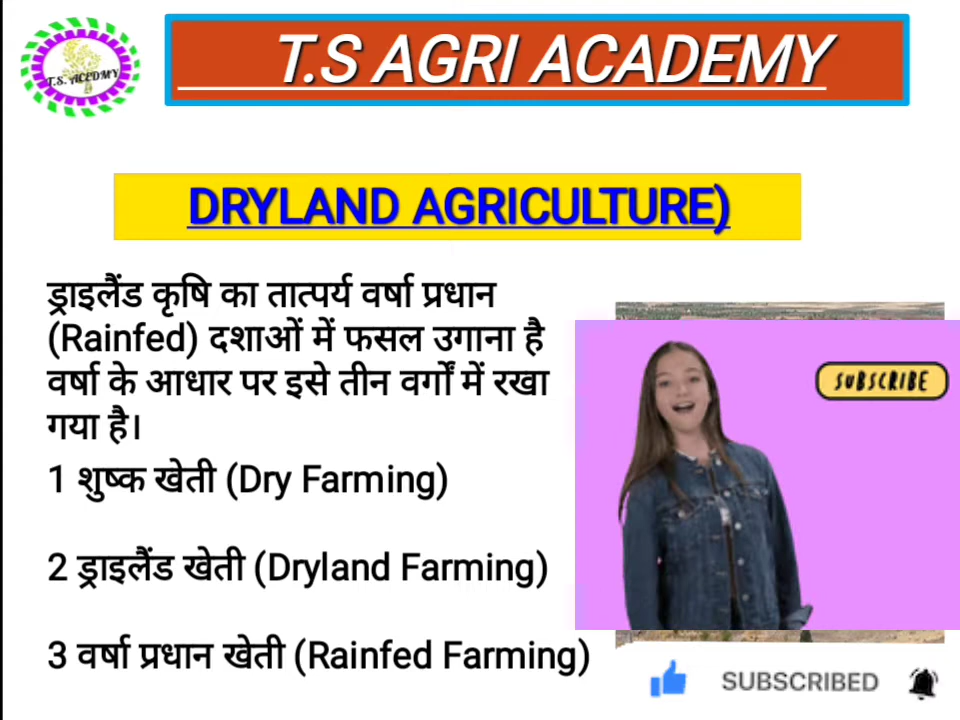 T.S. ACEDMY
T.S AGRI ACADEMY
DRYLAND AGRICULTURE)
ड्राइलैंड कृषि का तात्पर्य वर्षा प्रधान
(Rainfed) दशाओं में फसल उगाना है
वर्षा के आधार पर इसे तीन वर्गों में रखा
गया है।
1 शुष्क खेती (Dry Farming)
2 ड्राइलैंड खेती (Dryland Farming)
3 वर्षा प्रधान खेती (Rainfed Farming)
SUBSCRIBE
SUBSCRIBED